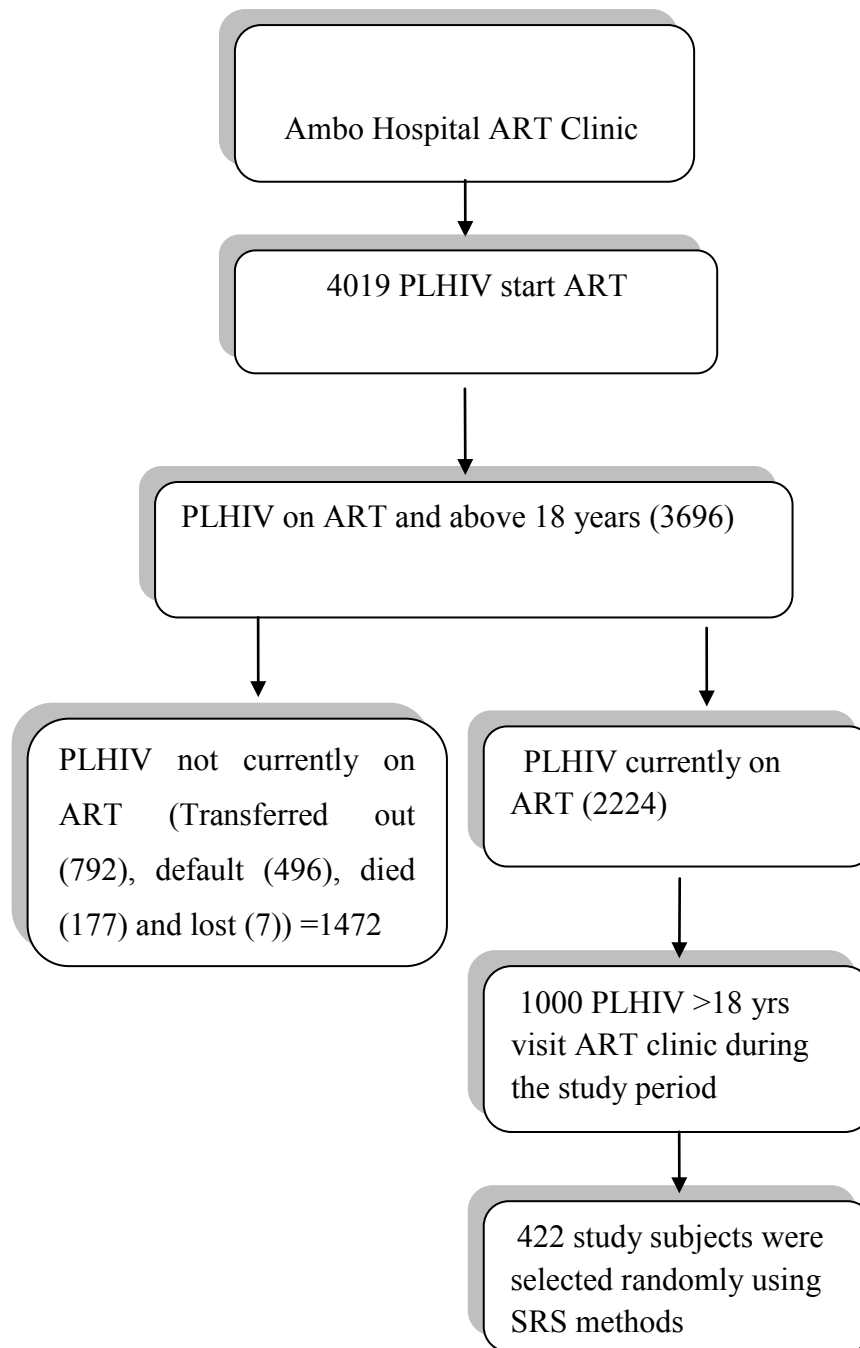 Ambo Hospital ART Clinic
4019 PLHIV start ART
PLHIV on ART and above 18 years (3696)
PLHIV not currently on
ART (Transferred out
(792), default (496), died
(177) and lost (7)) =1472
PLHIV currently on
ART (2224)
1000 PLHIV >18 yrs
visit ART clinic during
the study period
422 study subjects were
selected randomly using
SRS methods